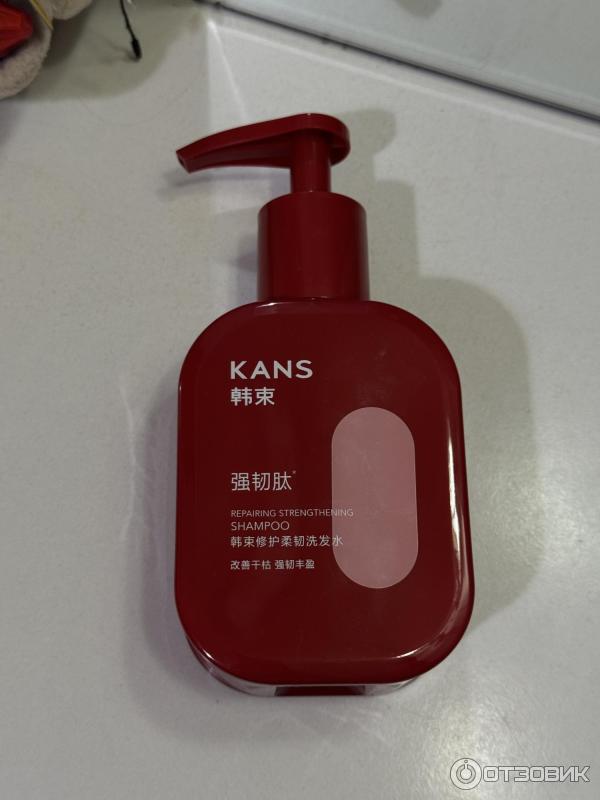 KANS
韩束
强韧肽*
REPAIRING STRENGTHENING
SHAMPOO
韩束修护柔韧洗发水
改善干枯 强韧丰盈
ОТЗОВИК